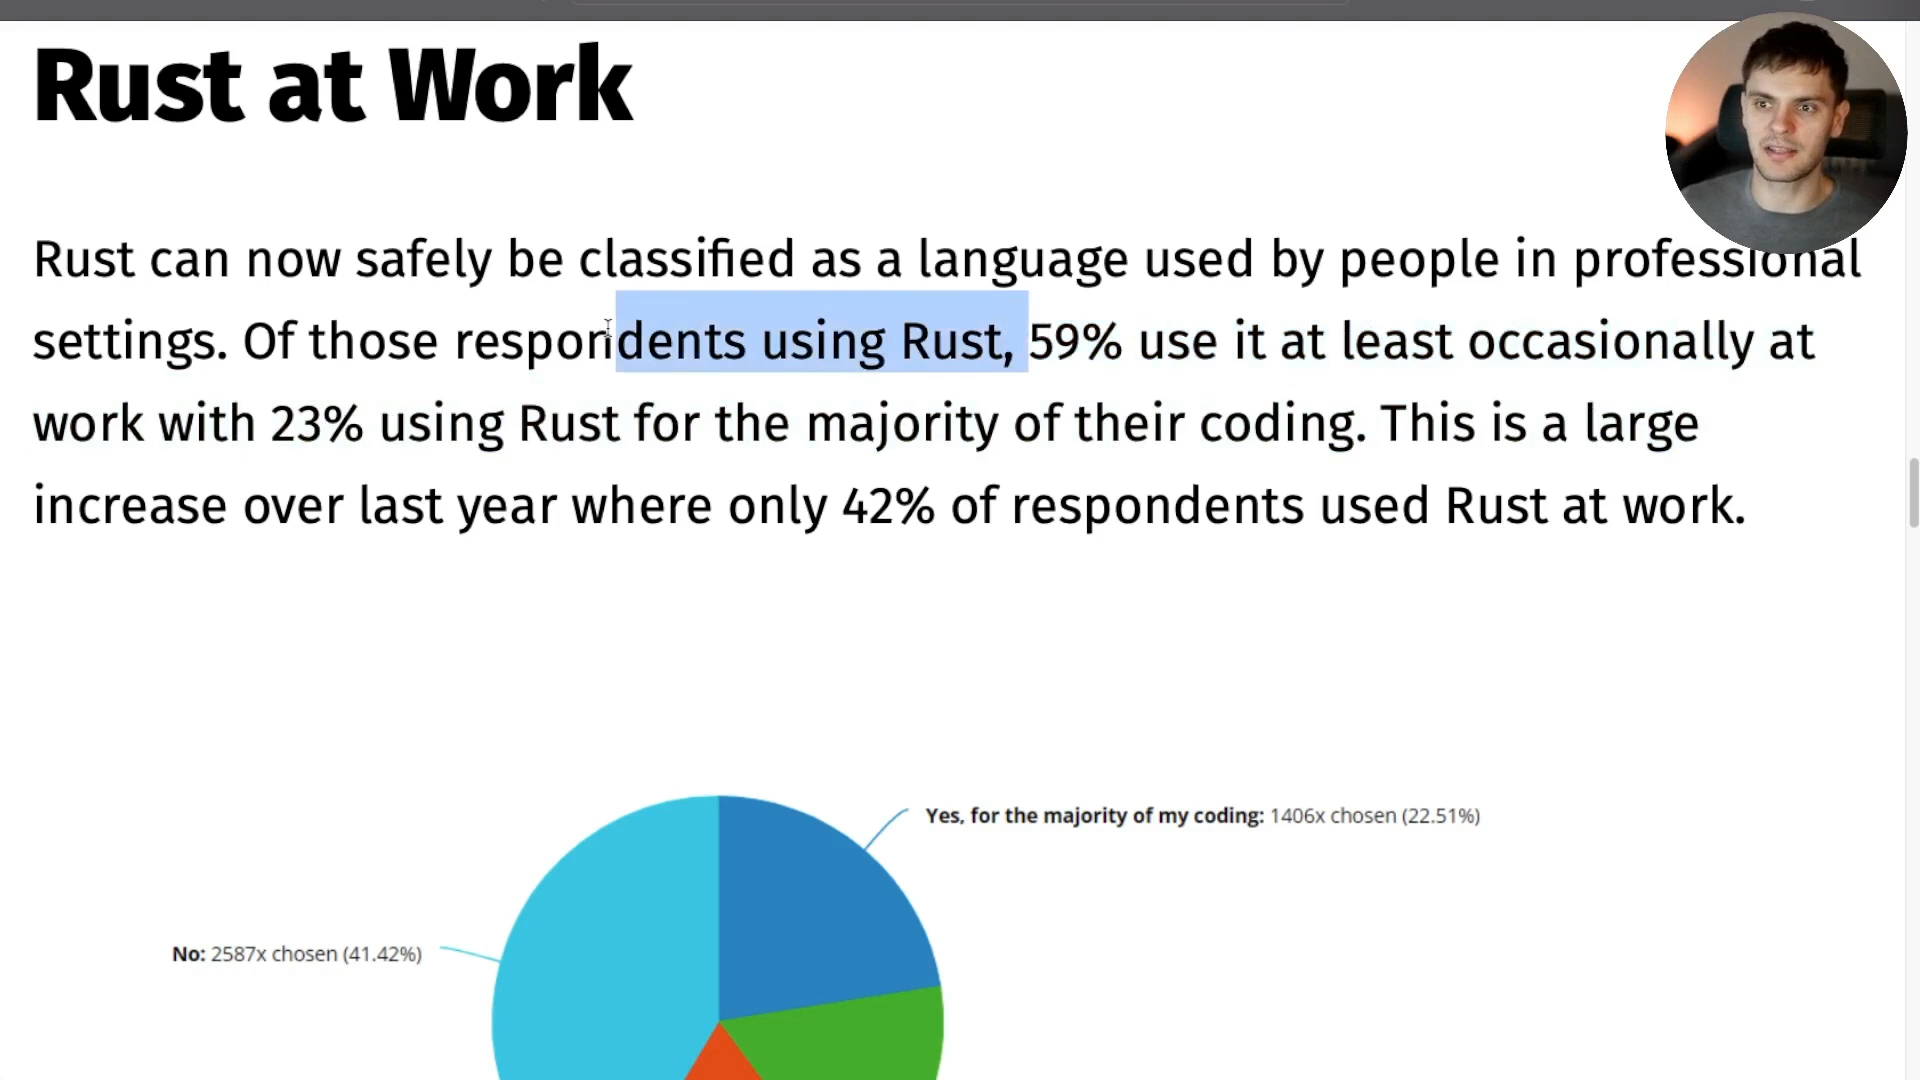 Rust at Work
Rust can now safely be classified as a language used by people in professional
settings. Of those respondents using Rust, 59% use it at least occasionally at
work with 23% using Rust for the majority of their coding. This is a large
increase over last year where only 42% of respondents used Rust at work.
Yes, for the majority of my coding: 1406x chosen (22.51%)
No: 2587x chosen (41.42%)